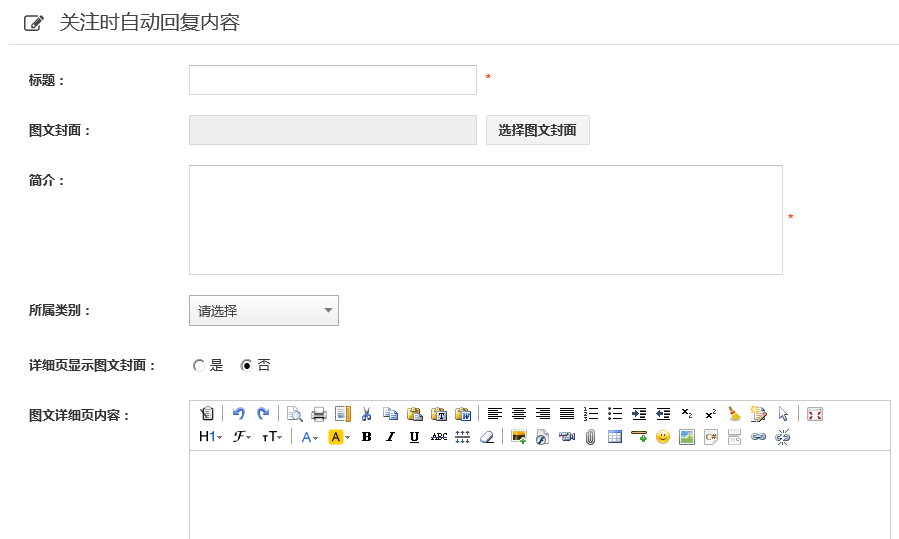 关注时自动回复内容
标题： *
图文封面： 选择图文封面
简介： *
所属类别： 请选择
详细页显示图文封面： 是 否
图文详细页内容：
H1 F TT A A B I U ABC